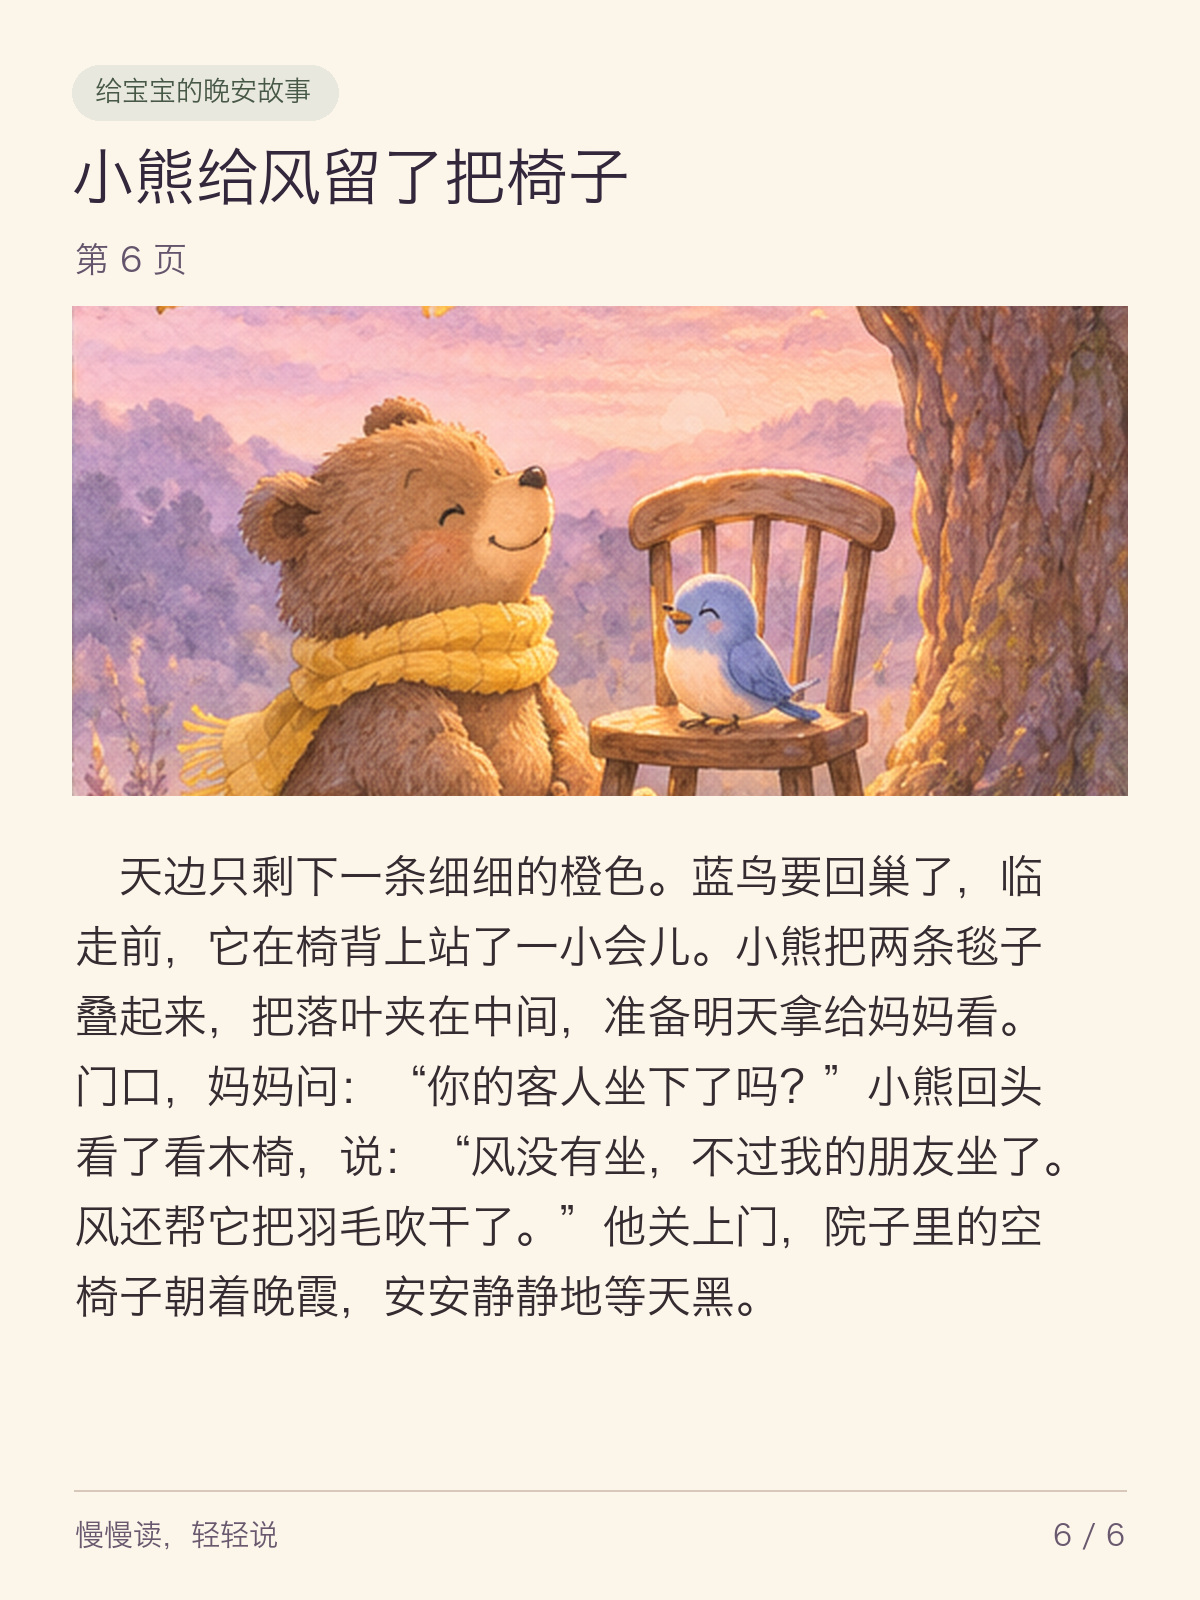 给宝宝的晚安故事
小熊给风留了把椅子
第 6 页
天边只剩下一条细细的橙色。蓝鸟要回巢了，临
走前，它在椅背上站了一小会儿。小熊把两条毯子
叠起来，把落叶夹在中间，准备明天拿给妈妈看。
门口，妈妈问：“你的客人坐下了吗？”小熊回头
看了看木椅，说：“风没有坐，不过我的朋友坐了。
风还帮它把羽毛吹干了。”他关上门，院子里的空
椅子朝着晚霞，安安静静地等天黑。
慢慢读，轻轻说
6 / 6